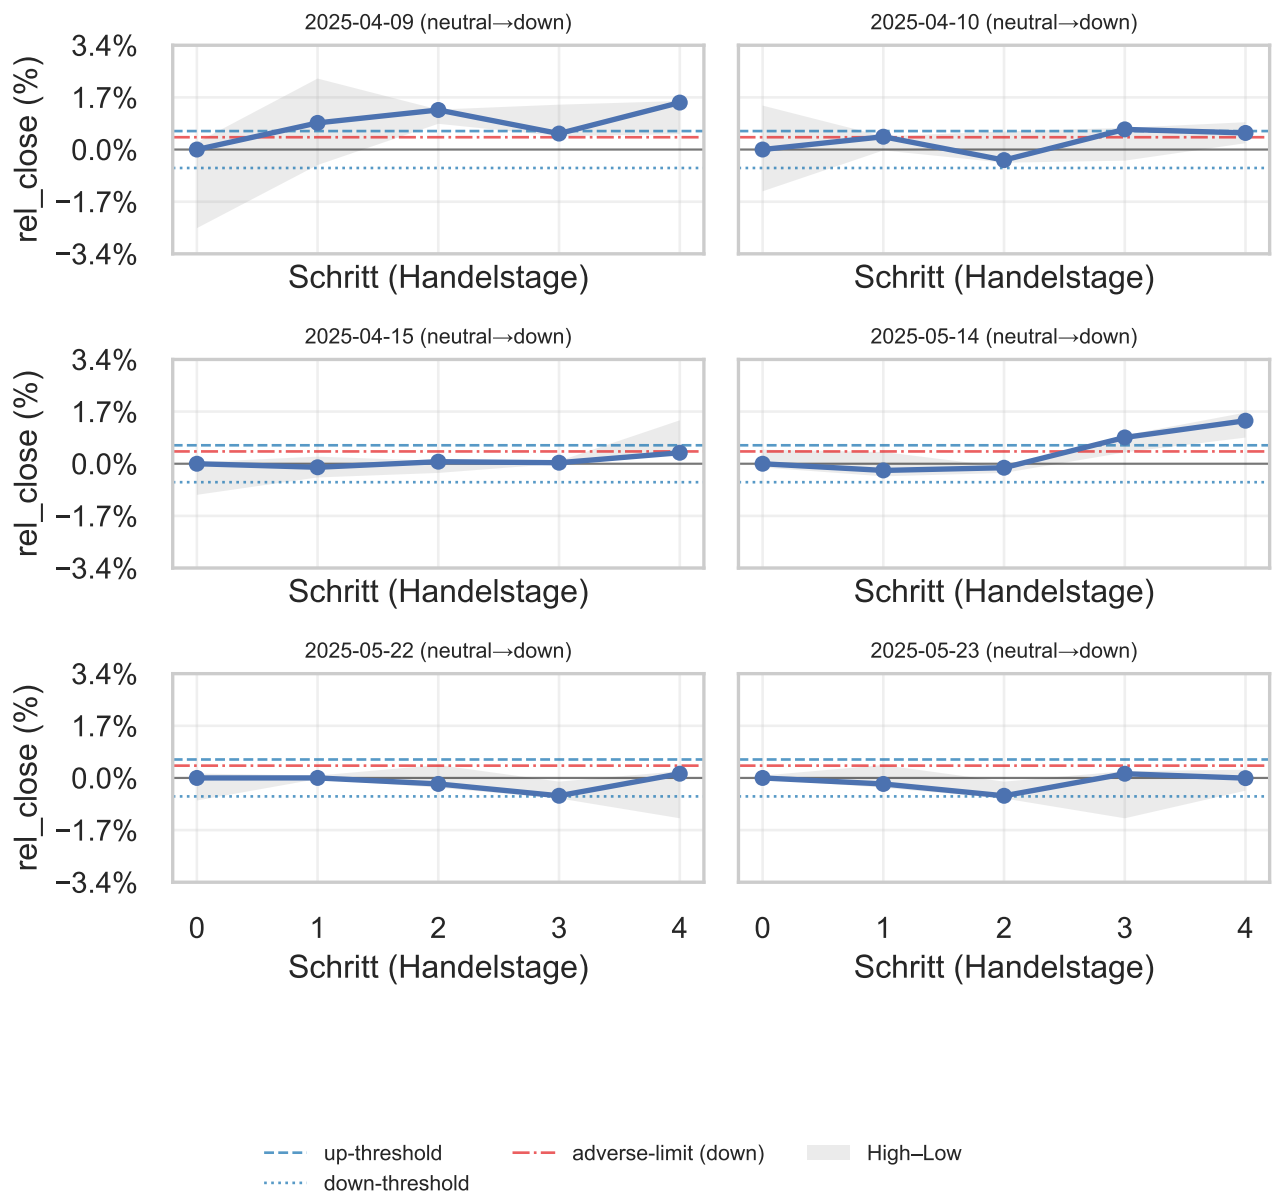 2025-04-09 (neutral→down)
2025-04-10 (neutral→down)
3.4%
1.7%
0.0%
−1.7%
−3.4%
rel_close (%)
Schritt (Handelstage)
Schritt (Handelstage)
2025-04-15 (neutral→down)
2025-05-14 (neutral→down)
3.4%
1.7%
0.0%
−1.7%
−3.4%
rel_close (%)
Schritt (Handelstage)
Schritt (Handelstage)
2025-05-22 (neutral→down)
2025-05-23 (neutral→down)
3.4%
1.7%
0.0%
−1.7%
−3.4%
rel_close (%)
0 1 2 3 4
0 1 2 3 4
Schritt (Handelstage)
Schritt (Handelstage)
up-threshold
down-threshold
adverse-limit (down)
High–Low